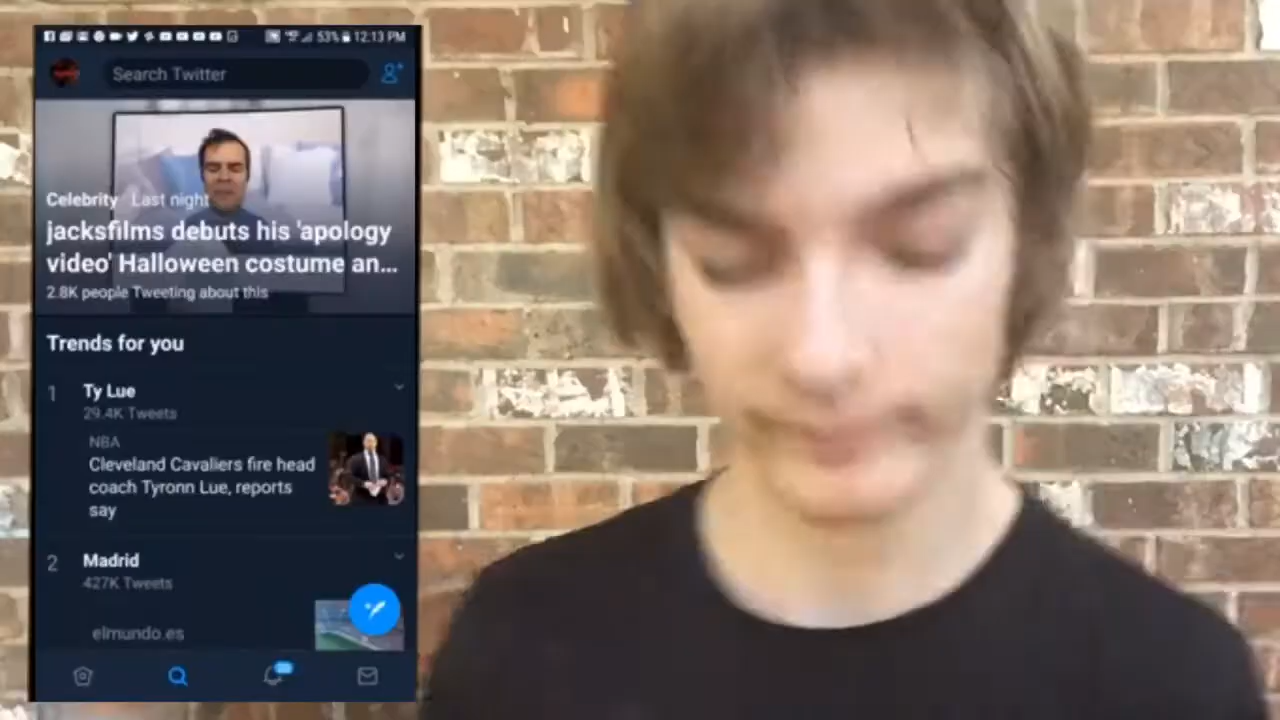 53% 12:13 PM
Search Twitter
Celebrity · Last night
jacksfilms debuts his 'apology
video' Halloween costume an...
2.8K people Tweeting about this
Trends for you
1 Ty Lue
29.4K Tweets
NBA
Cleveland Cavaliers fire head
coach Tyronn Lue, reports
say
2 Madrid
427K Tweets
elmundo.es